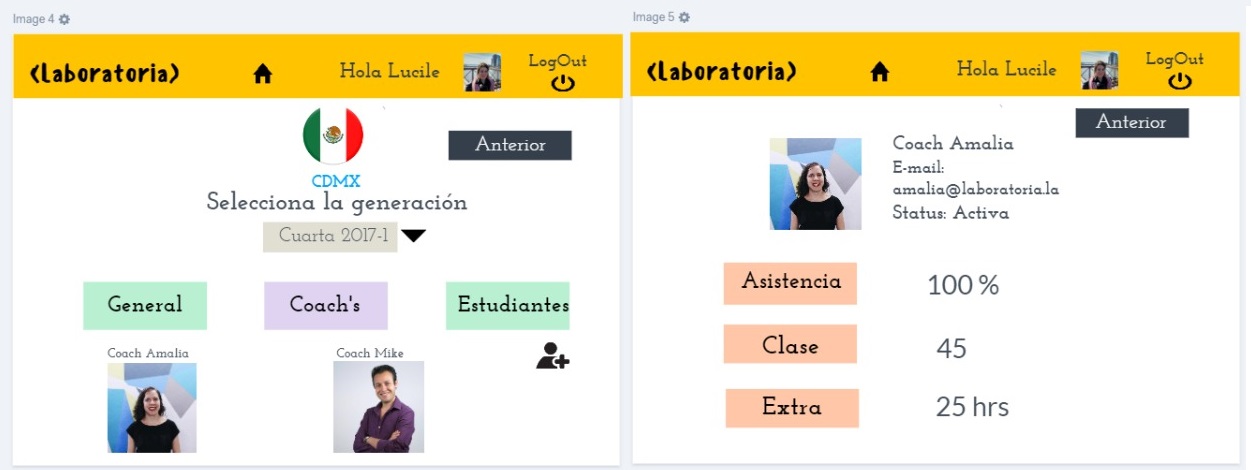 Image 4
(Laboratoria)
Hola Lucile
LogOut
Anterior
CDMX
Selecciona la generación
Cuarta 2017-1
General
Coach's
Estudiantes
Coach Amalia
Coach Mike
Image 5
(Laboratoria)
Hola Lucile
LogOut
Anterior
Coach Amalia
E-mail:
amalia@laboratoria.la
Status: Activa
Asistencia
100 %
Clase
45
Extra
25 hrs